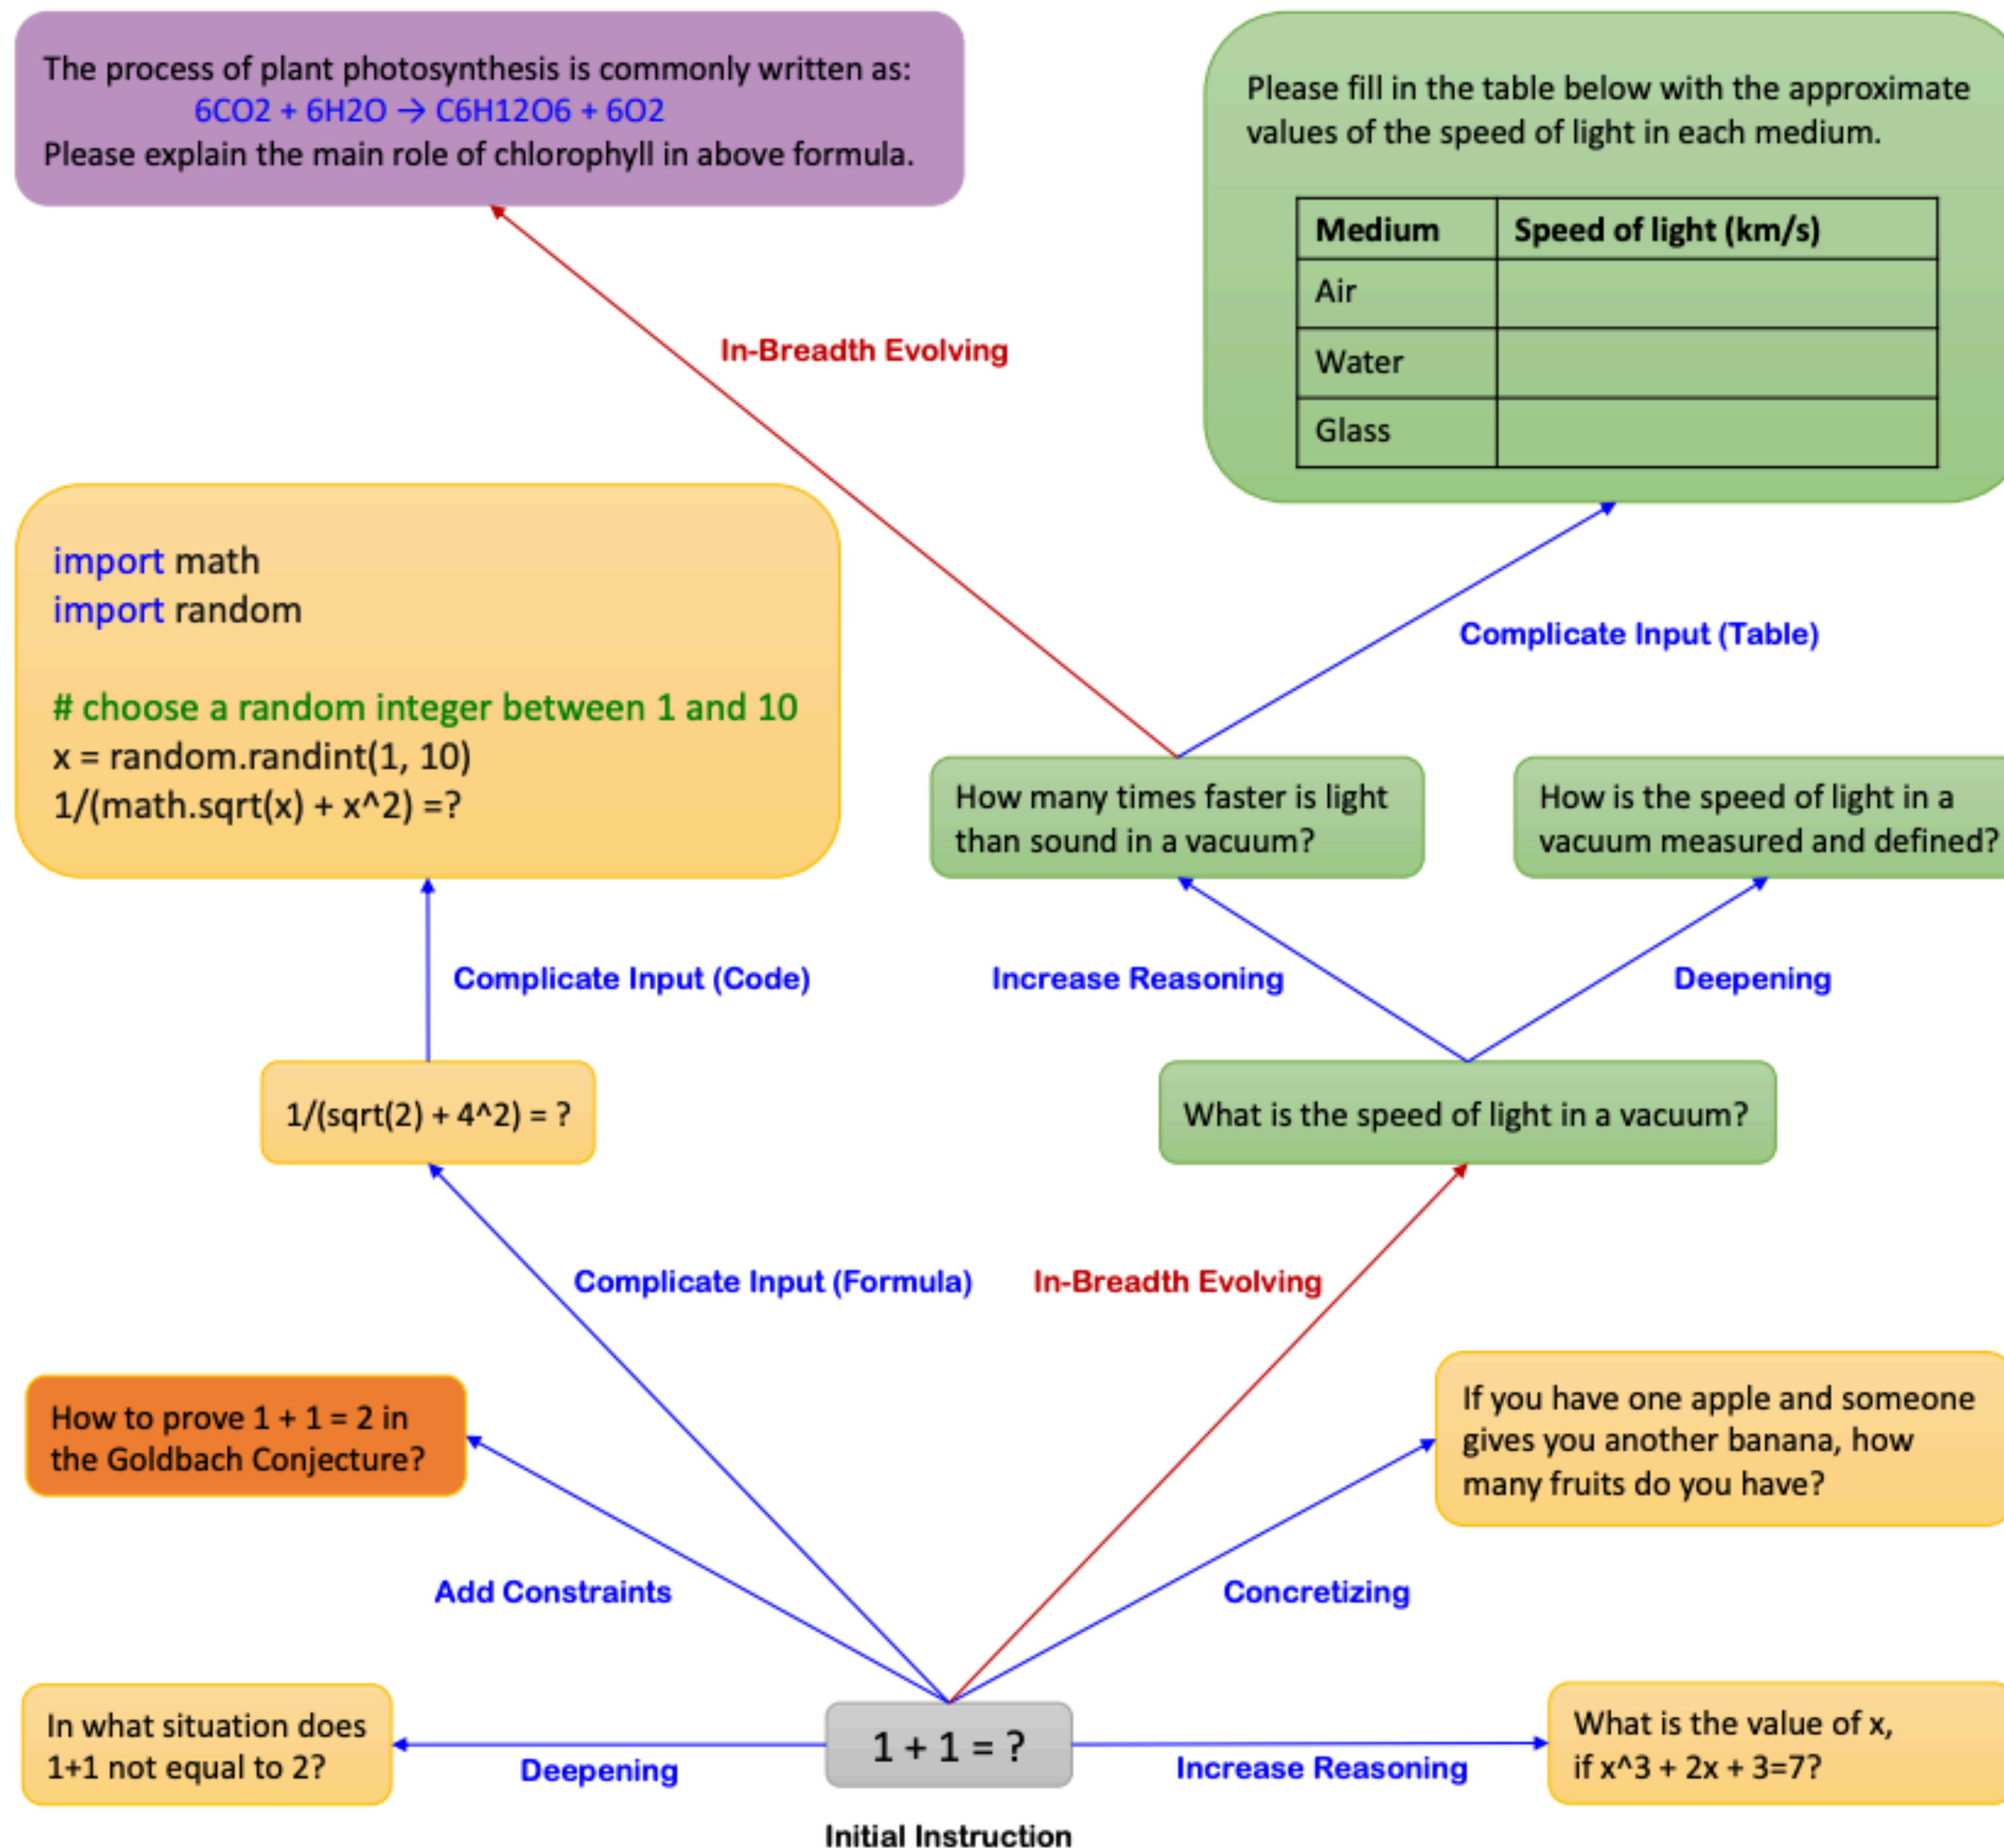 The process of plant photosynthesis is commonly written as:
6CO2 + 6H2O → C6H12O6 + 6O2
Please explain the main role of chlorophyll in above formula.
Please fill in the table below with the approximate
values of the speed of light in each medium.
Medium Speed of light (km/s)
Air
Water
Glass
In-Breadth Evolving
import math
import random
# choose a random integer between 1 and 10
x = random.randint(1, 10)
1/(math.sqrt(x) + x^2) =?
Complicate Input (Table)
How many times faster is light
than sound in a vacuum?
How is the speed of light in a
vacuum measured and defined?
Complicate Input (Code)
Increase Reasoning
Deepening
1/(sqrt(2) + 4^2) = ?
What is the speed of light in a vacuum?
Complicate Input (Formula)
In-Breadth Evolving
How to prove 1 + 1 = 2 in
the Goldbach Conjecture?
If you have one apple and someone
gives you another banana, how
many fruits do you have?
Add Constraints
Concretizing
In what situation does
1+1 not equal to 2?
Deepening
1 + 1 = ?
Increase Reasoning
What is the value of x,
if x^3 + 2x + 3=7?
Initial Instruction